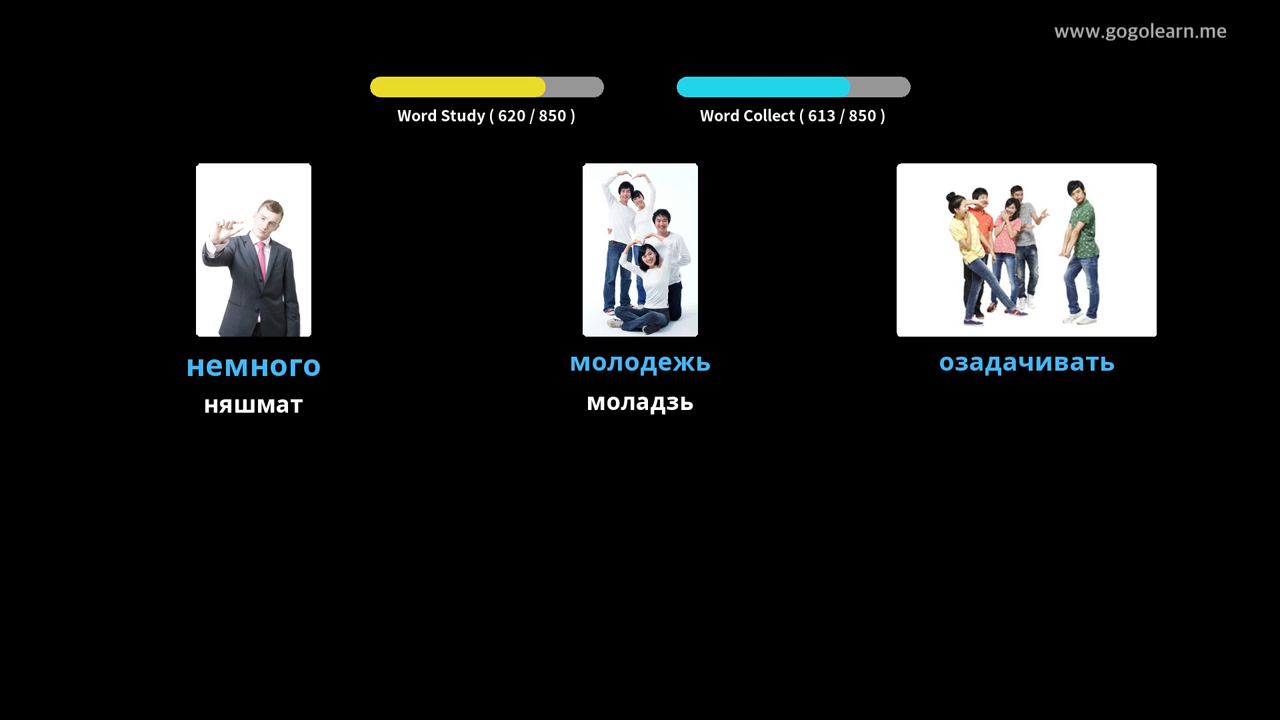 www.gogolearn.me
Word Study ( 620 / 850 )
Word Collect ( 613 / 850 )
немного
няшмат
молодежь
моладзь
озадачивать